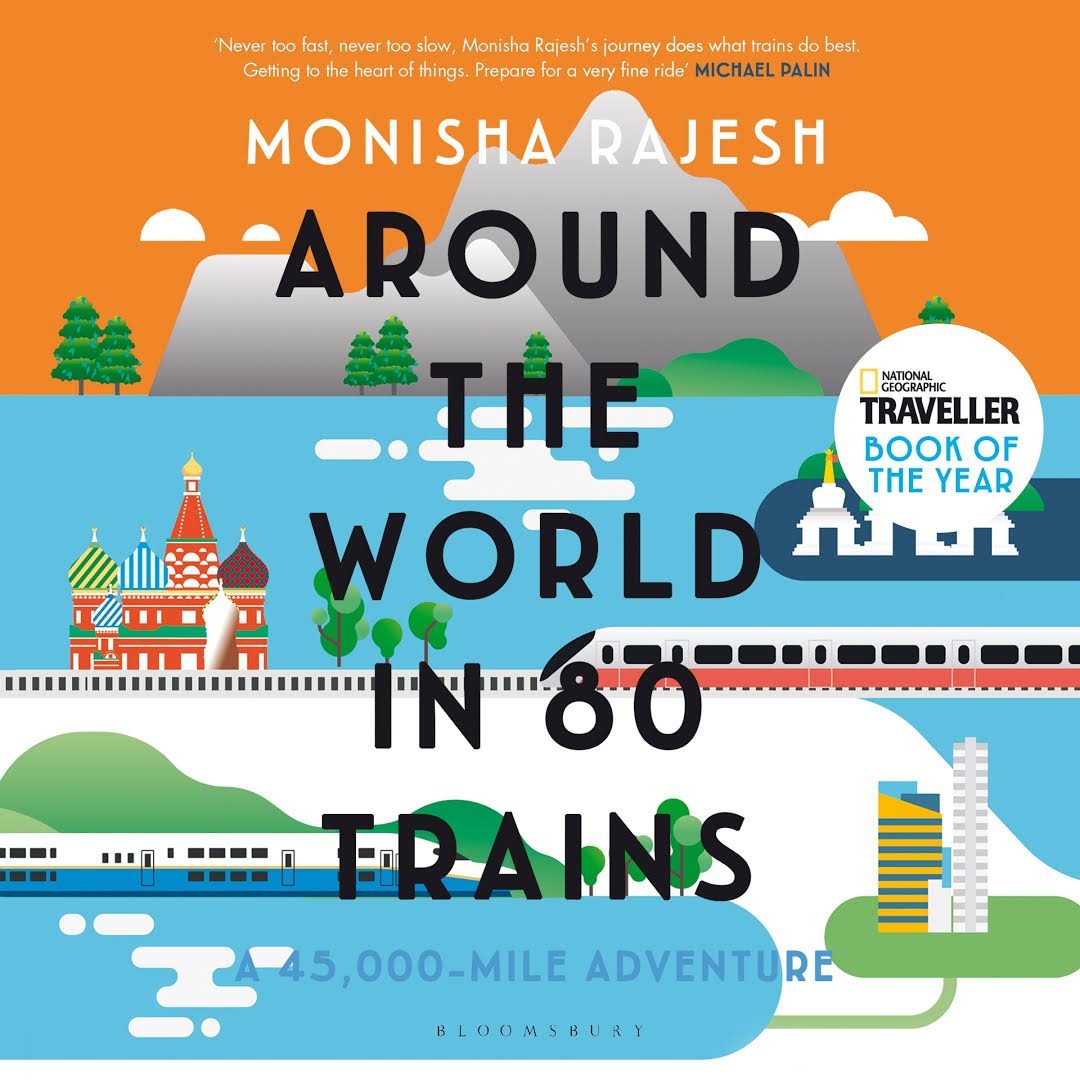 ‘Never too fast, never too slow, Monisha Rajesh’s journey does what trains do best.
Getting to the heart of things. Prepare for a very fine ride’ MICHAEL PALIN
MONISHA RAJESH
AROUND
THE
NATIONAL
GEOGRAPHIC
TRAVELLER
BOOK OF
THE YEAR
WORLD
IN 80
TRAINS
A 45,000-MILE ADVENTURE
BLOOMSBURY